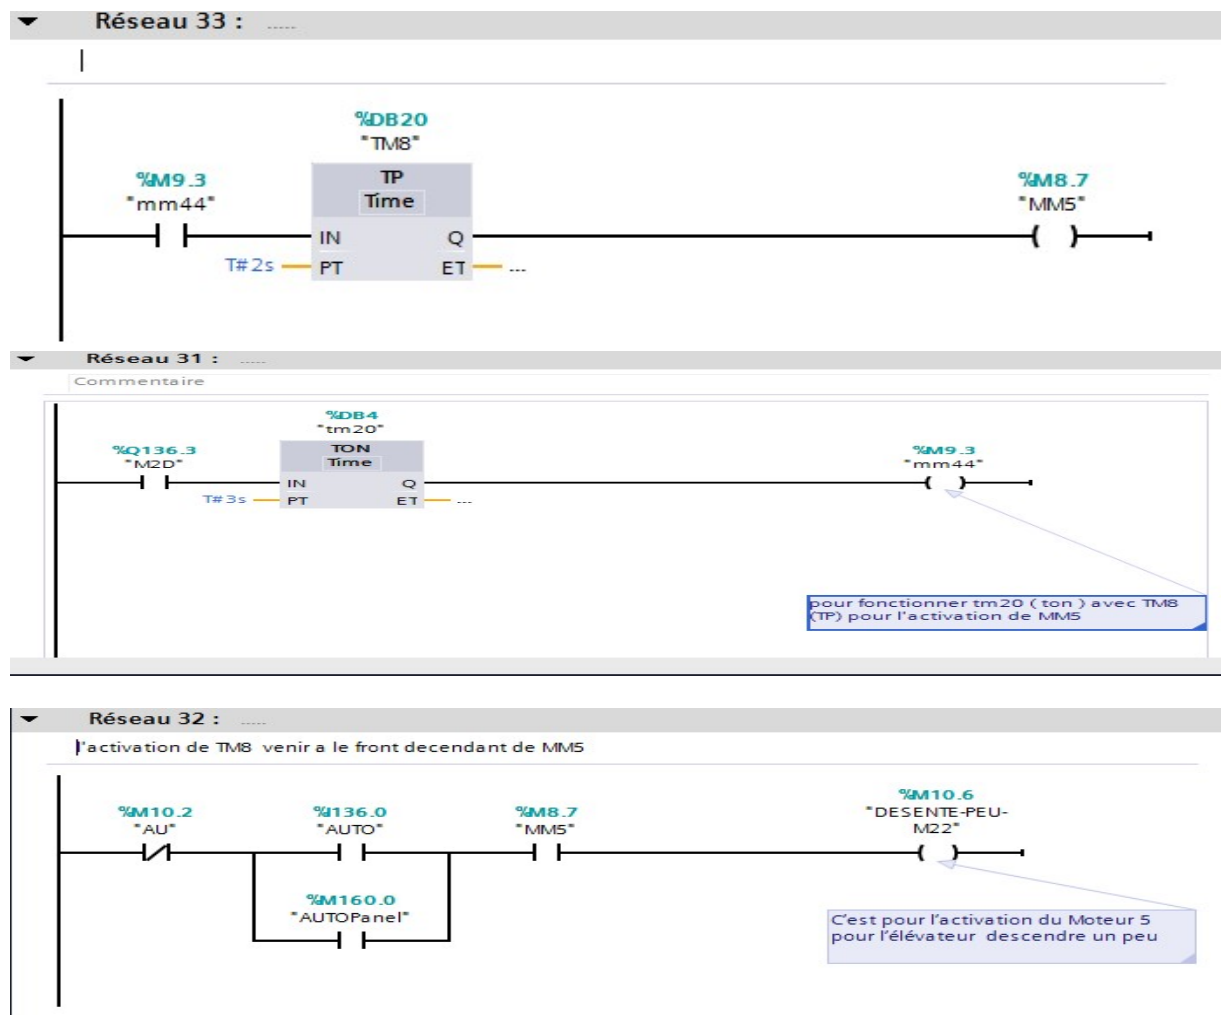 Réseau 33 : .....
%DB20
"TM8"
%M9.3
"mm44"
TP
Time
%M8.7
"MM5"
IN Q
T#2s PT ET ...
Réseau 31 : .....
Commentaire
%DB4
"tm20"
%Q136.3
"M2D"
TON
Time
%M9.3
"mm44"
IN Q
T#3s PT ET ...
pour fonctionner tm20 ( ton ) avec TM8
(TP) pour l'activation de MM5
Réseau 32 : .....
l'activation de TM8 venir a le front decendant de MM5
%M10.2
"AU"
%I136.0
"AUTO"
%M8.7
"MM5"
%M10.6
"DESENTE-PEU-
M22"
%M160.0
"AUTOPanel"
C'est pour l'activation du Moteur 5
pour l'élévateur descendre un peu